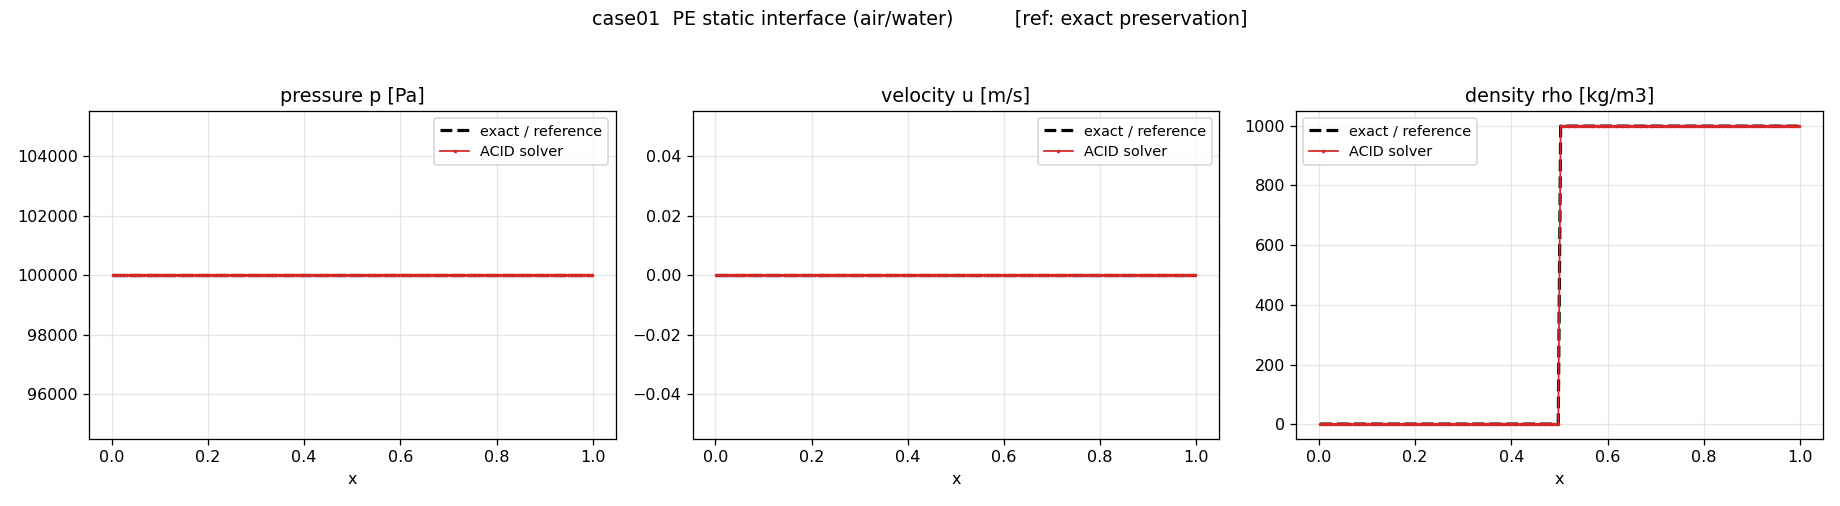 case01  PE static interface (air/water)          [ref: exact preservation]
pressure p [Pa]
exact / reference
ACID solver
104000
102000
100000
98000
96000
0.0 0.2 0.4 0.6 0.8 1.0
x
velocity u [m/s]
exact / reference
ACID solver
0.04
0.02
0.00
−0.02
−0.04
0.0 0.2 0.4 0.6 0.8 1.0
x
density rho [kg/m3]
exact / reference
ACID solver
1000
800
600
400
200
0
0.0 0.2 0.4 0.6 0.8 1.0
x